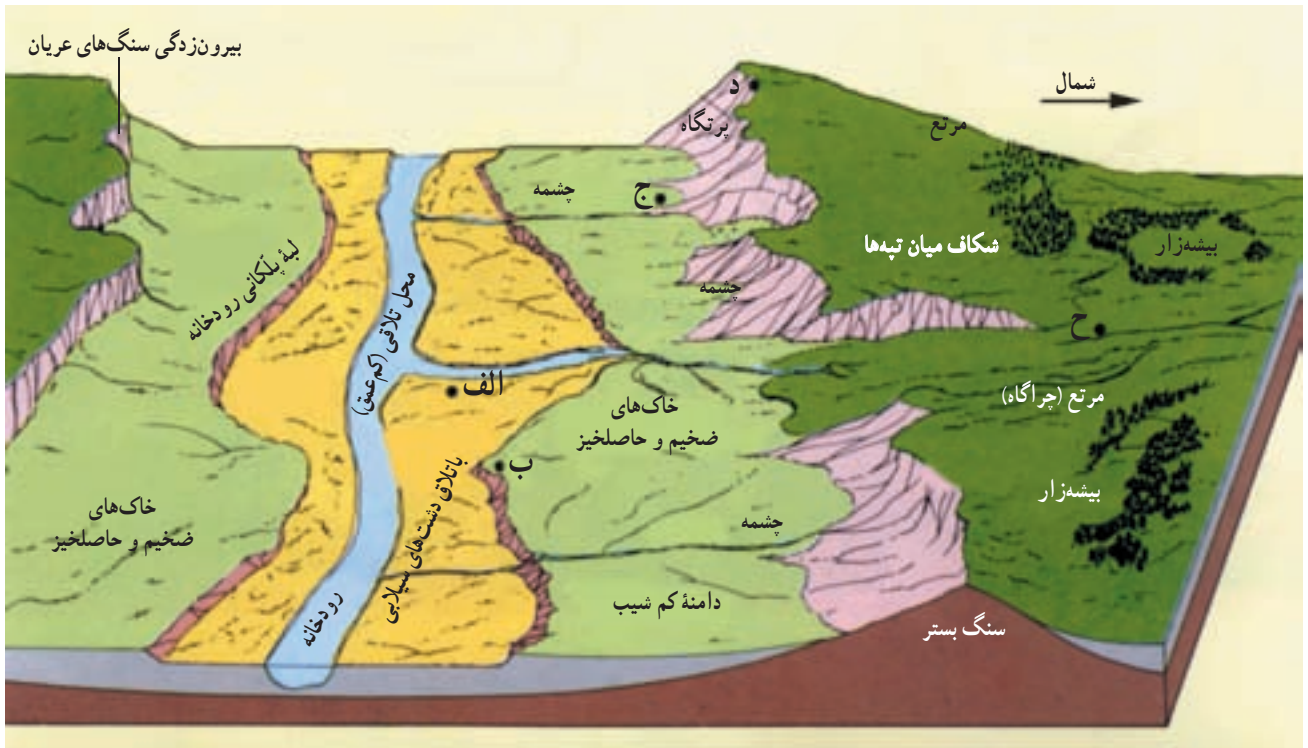 بیرون‌زدگی سنگ‌های عریان
شمال
د
پرتگاه
مرتع
چشمه
ج
شکاف میان تپه‌ها
بیشه‌زار
لبهٔ پلّکانی رودخانه
محل تلاقی (کم‌عمق)
چشمه
ح
الف
مرتع (چراگاه)
خاک‌های
ضخیم و حاصلخیز
ب
باتلاق دشت‌های سیلابی
بیشه‌زار
خاک‌های
ضخیم و حاصلخیز
چشمه
رودخانه
دامنهٔ کم شیب
سنگ بستر